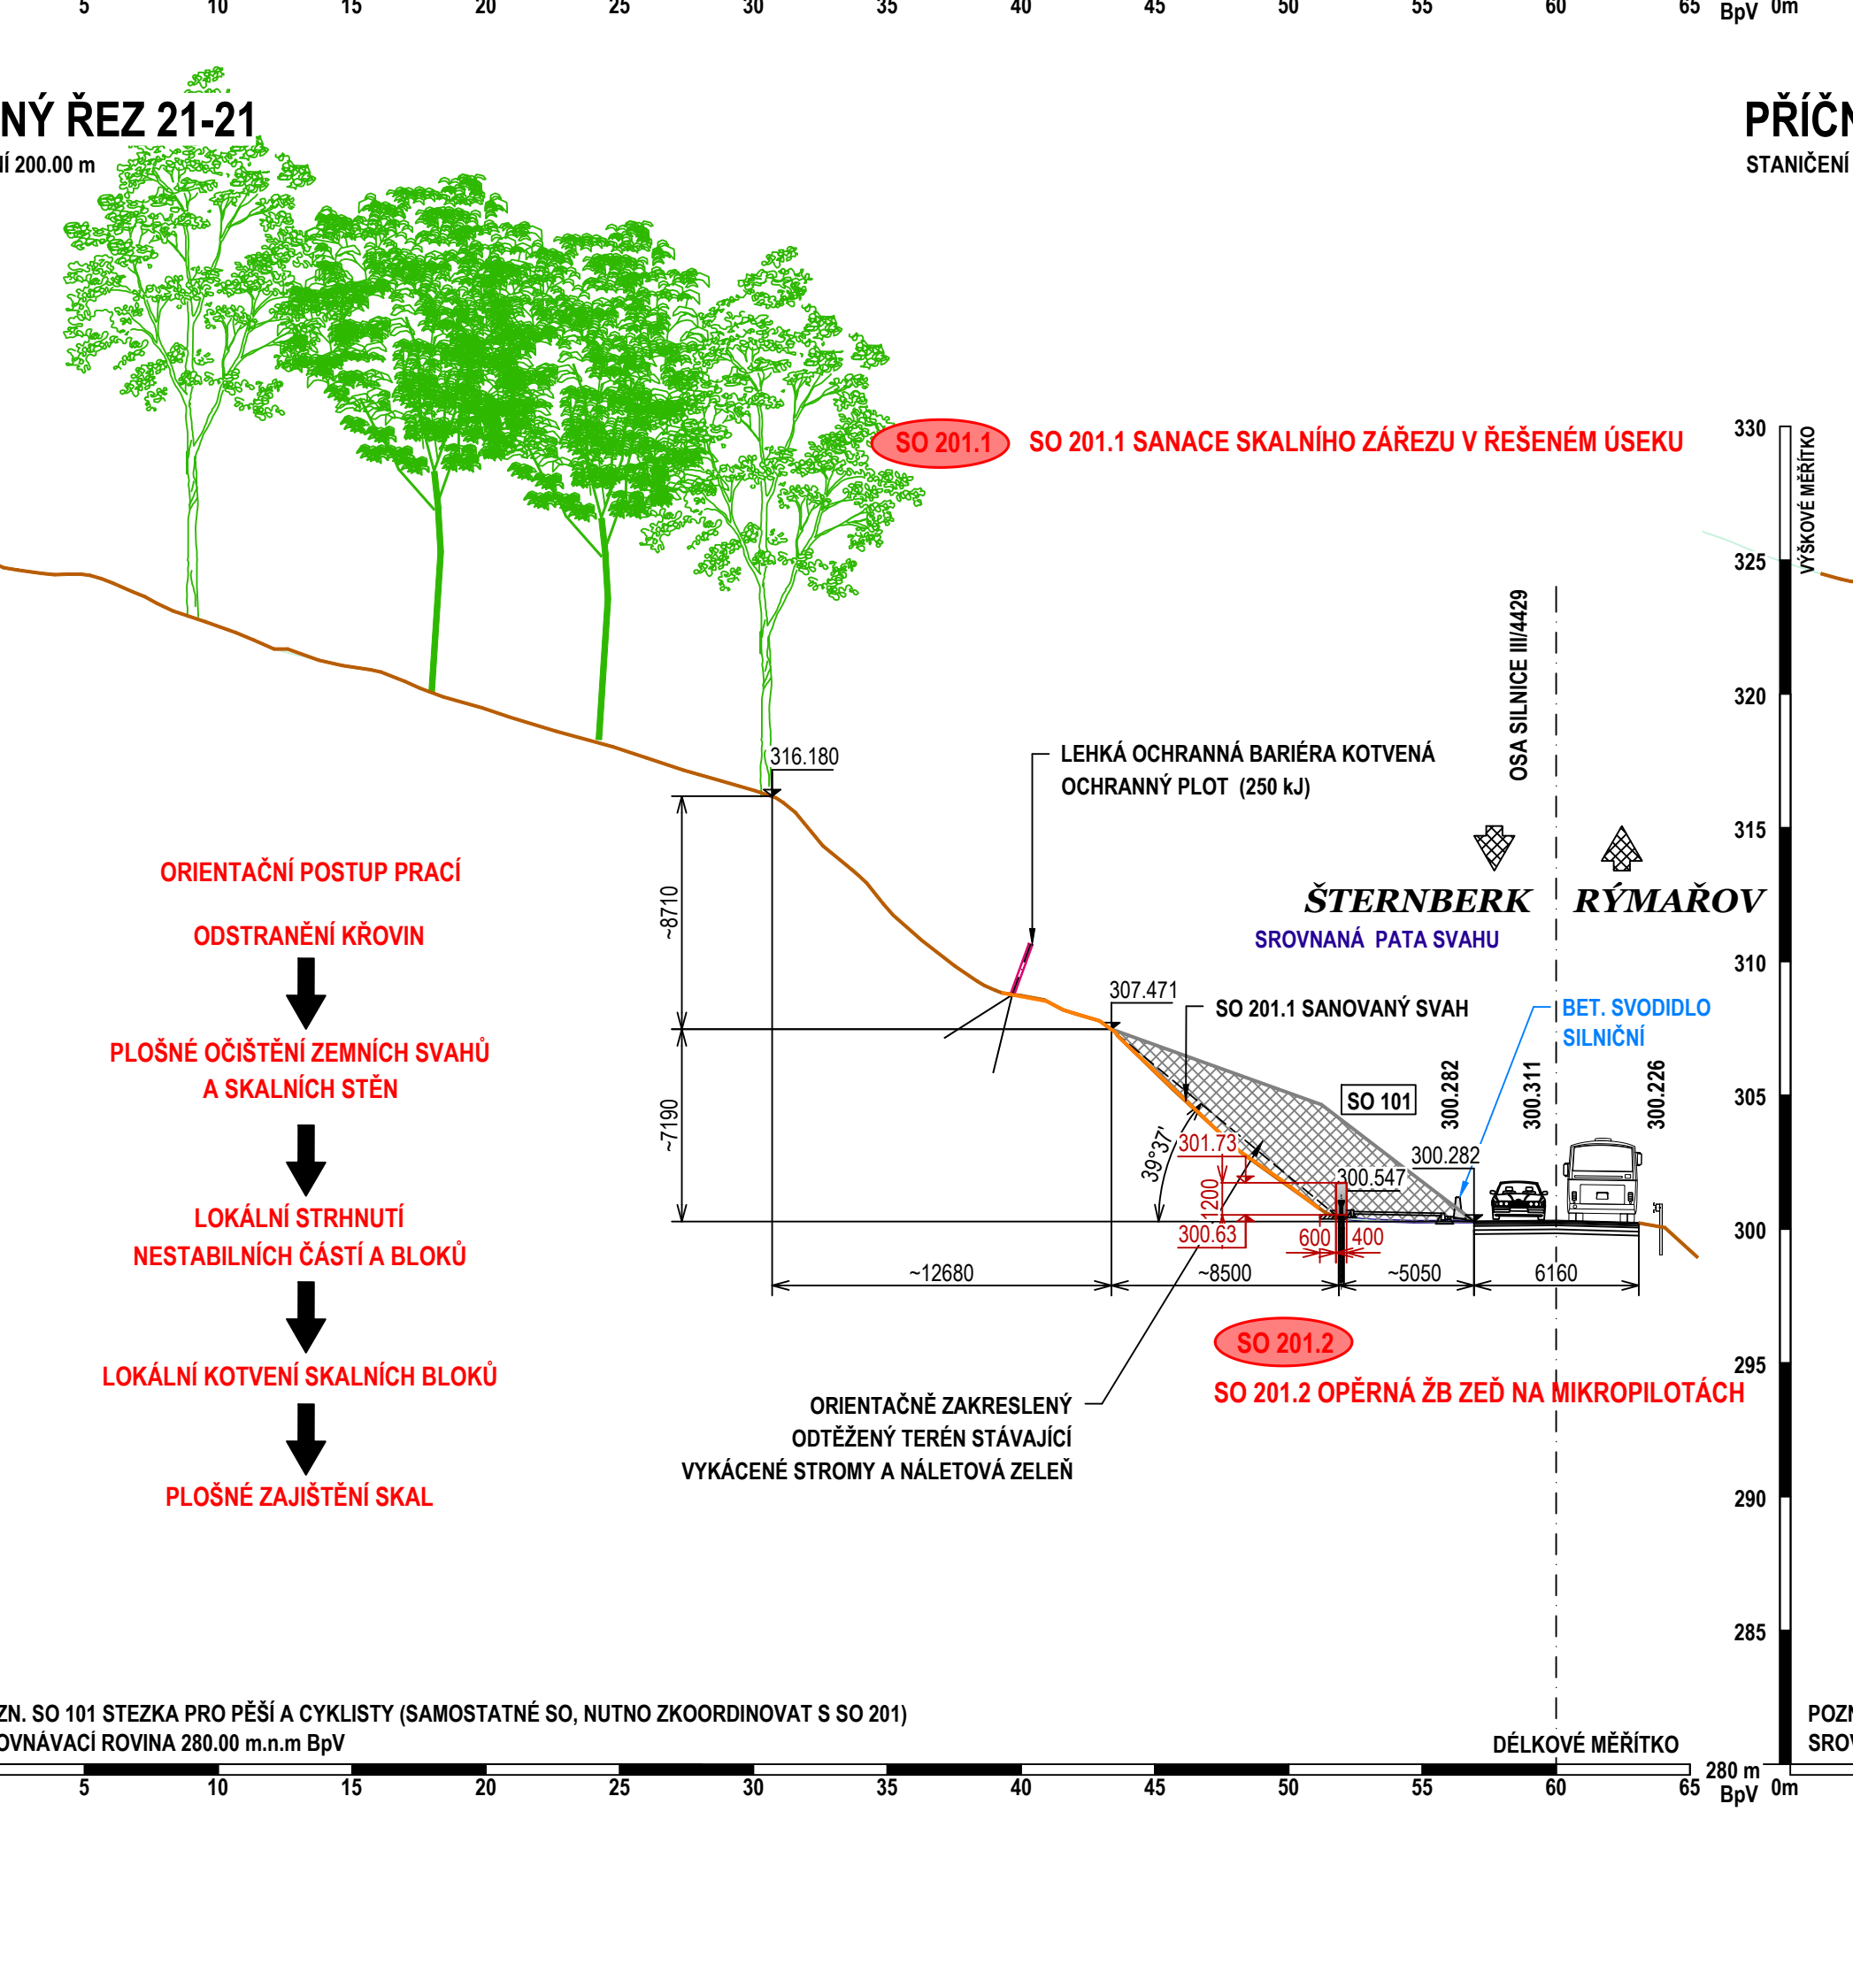 5 10 15 20 25 30 35 40 45 50 55 60 65 BpV 0m
NÝ ŘEZ 21-21
NÍ 200.00 m
PŘÍČN
STANIČENÍ
SO 201.1 SO 201.1 SANACE SKALNÍHO ZÁŘEZU V ŘEŠENÉM ÚSEKU
330
325
320
315
310
305
300
295
290
285
280 m
BpV
VÝŠKOVÉ MĚŘÍTKO
OSA SILNICE III/4429
316.180
LEHKÁ OCHRANNÁ BARIÉRA KOTVENÁ
OCHRANNÝ PLOT (250 kJ)
ŠTERNBERK RÝMAŘOV
SROVNANÁ PATA SVAHU
ORIENTAČNÍ POSTUP PRACÍ
ODSTRANĚNÍ KŘOVIN
PLOŠNÉ OČIŠTĚNÍ ZEMNÍCH SVAHŮ
A SKALNÍCH STĚN
LOKÁLNÍ STRHNUTÍ
NESTABILNÍCH ČÁSTÍ A BLOKŮ
LOKÁLNÍ KOTVENÍ SKALNÍCH BLOKŮ
PLOŠNÉ ZAJIŠTĚNÍ SKAL
~8710
~7190
307.471
SO 201.1 SANOVANÝ SVAH
BET. SVODIDLO
SILNIČNÍ
SO 101
300.282
300.311
300.226
39°37'
301.73
1200
300.63
300.547
300.282
600 400
~12680 ~8500 ~5050 6160
SO 201.2
SO 201.2 OPĚRNÁ ŽB ZEĎ NA MIKROPILOTÁCH
ORIENTAČNĚ ZAKRESLENÝ
ODTĚŽENÝ TERÉN STÁVAJÍCÍ
VYKÁCENÉ STROMY A NÁLETOVÁ ZELEŇ
ZN. SO 101 STEZKA PRO PĚŠÍ A CYKLISTY (SAMOSTATNÉ SO, NUTNO ZKOORDINOVAT S SO 201)
OVNÁVACÍ ROVINA 280.00 m.n.m BpV
DÉLKOVÉ MĚŘÍTKO
POZN
SROV
5 10 15 20 25 30 35 40 45 50 55 60 65 0m